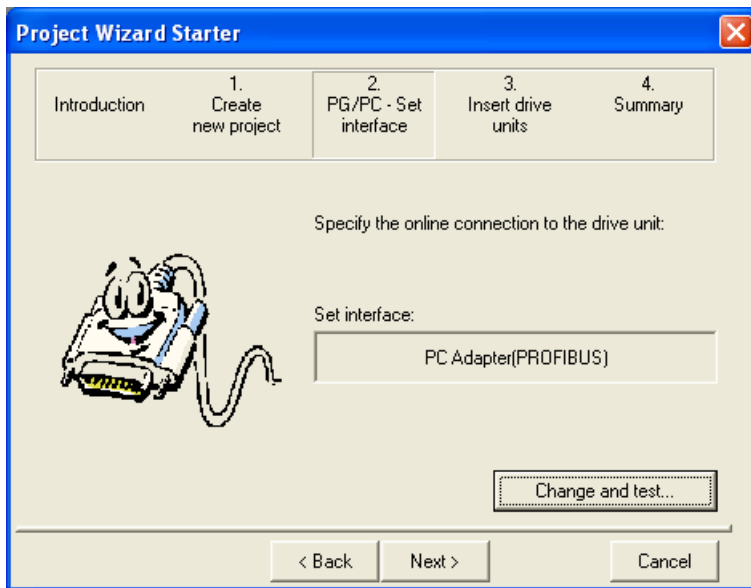 Project Wizard Starter
Introduction
1.
Create
new project
2.
PG/PC - Set
interface
3.
Insert drive
units
4.
Summary
Specify the online connection to the drive unit:
Set interface:
PC Adapter(PROFIBUS)
Change and test...
< Back
Next >
Cancel